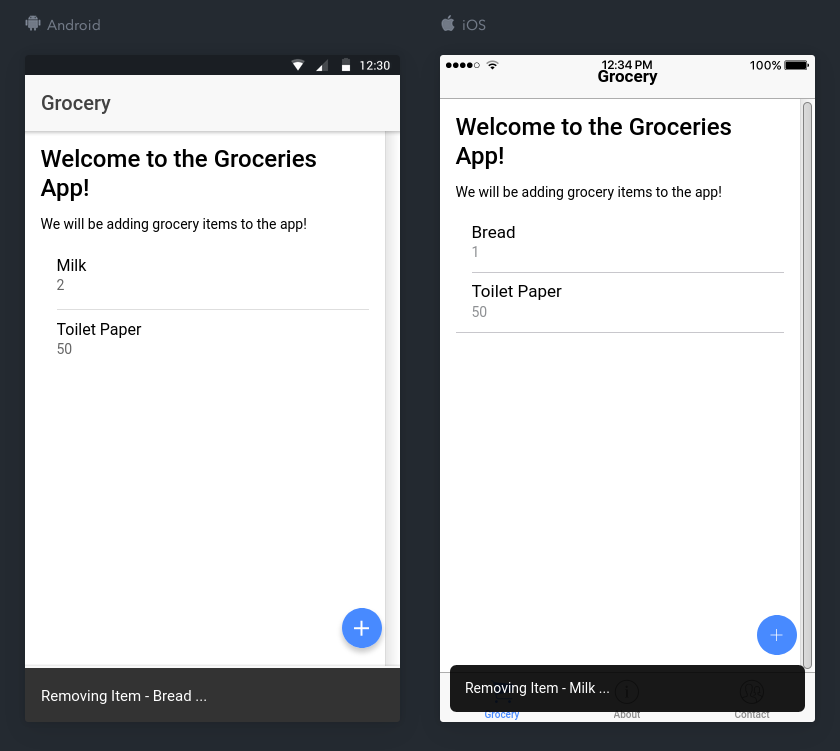 Android
12:30
Grocery
Welcome to the Groceries
App!
We will be adding grocery items to the app!
Milk
2
Toilet Paper
50
Removing Item - Bread ...
iOS
12:34 PM
100%
Grocery
Welcome to the Groceries
App!
We will be adding grocery items to the app!
Bread
1
Toilet Paper
50
Removing Item - Milk ...
Grocery
About
Contact